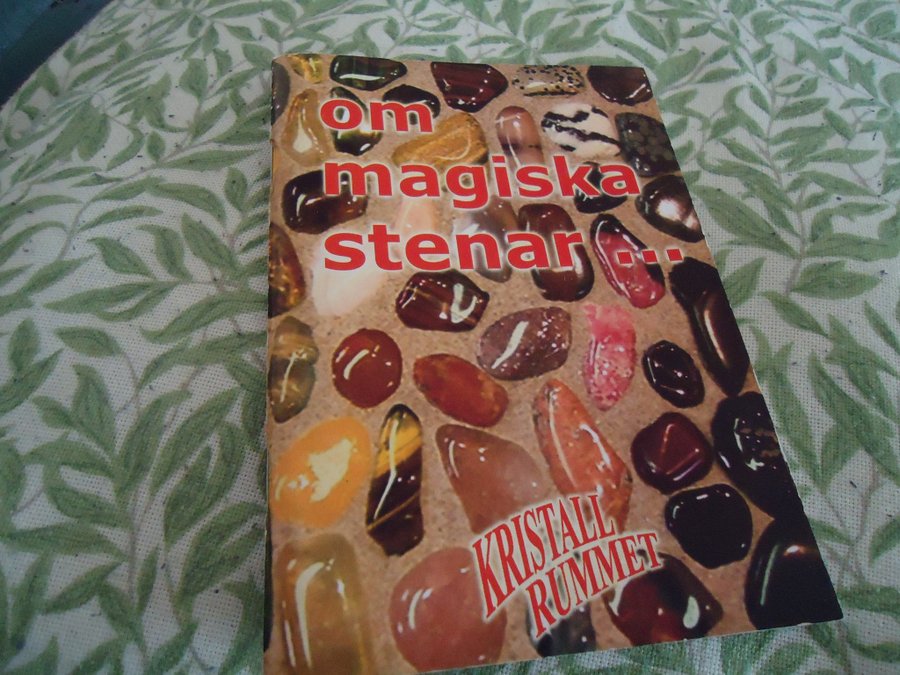 om
magiska
stenar ...
KRISTALL
RUMMET